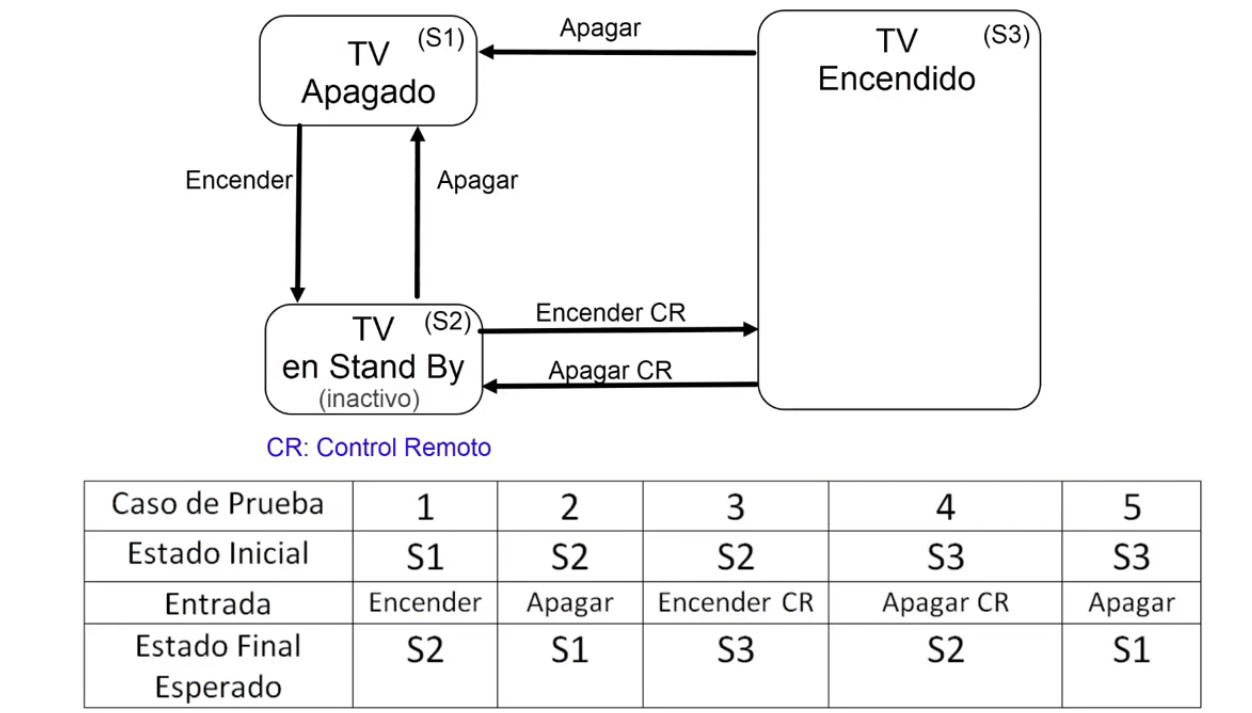 Apagar
(S1)
TV
Apagado
(S3)
TV
Encendido
Encender
Apagar
Encender CR
(S2)
TV
en Stand By
(inactivo)
Apagar CR
CR: Control Remoto
Caso de Prueba 1 2 3 4 5
Estado Inicial S1 S2 S2 S3 S3
Entrada Encender Apagar Encender CR Apagar CR Apagar
Estado Final
Esperado S2 S1 S3 S2 S1